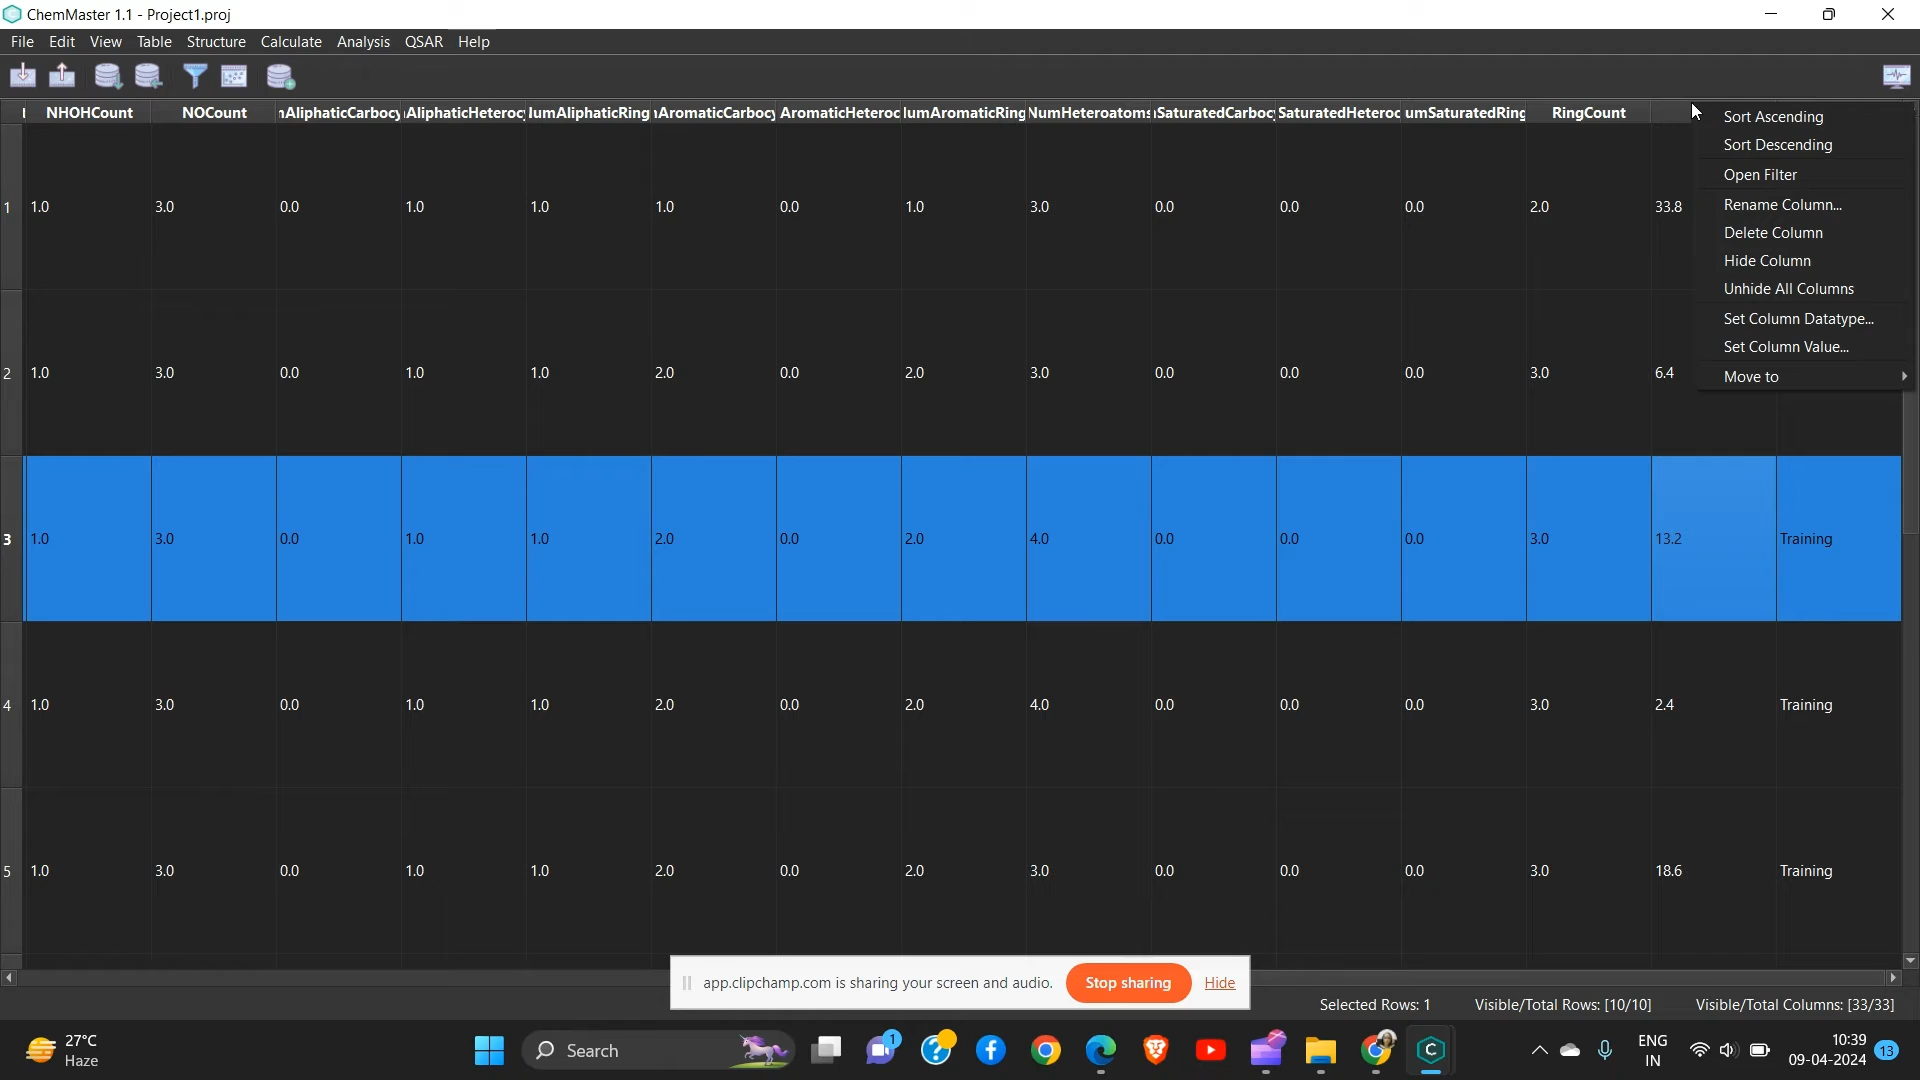 ChemMaster 1.1 - Project1.proj
File Edit View Table Structure Calculate Analysis QSAR Help
NHOHCount NOCount AliphaticCarbocy AliphaticHeteroc umAliphaticRing AromaticCarbocy AromaticHeteroc umAromaticRing NumHeteroatoms SaturatedCarbocy SaturatedHeteroc umSaturatedRing RingCount
1 1.0 3.0 0.0 1.0 1.0 1.0 0.0 1.0 3.0 0.0 0.0 0.0 2.0 33.8
2 1.0 3.0 0.0 1.0 1.0 2.0 0.0 2.0 3.0 0.0 0.0 0.0 3.0 6.4
3 1.0 3.0 0.0 1.0 1.0 2.0 0.0 2.0 4.0 0.0 0.0 0.0 3.0 13.2 Training
4 1.0 3.0 0.0 1.0 1.0 2.0 0.0 2.0 4.0 0.0 0.0 0.0 3.0 2.4 Training
5 1.0 3.0 0.0 1.0 1.0 2.0 0.0 2.0 3.0 0.0 0.0 0.0 3.0 18.6 Training
Sort Ascending
Sort Descending
Open Filter
Rename Column...
Delete Column
Hide Column
Unhide All Columns
Set Column Datatype...
Set Column Value...
Move to
app.clipchamp.com is sharing your screen and audio. Stop sharing Hide
Selected Rows: 1 Visible/Total Rows: [10/10] Visible/Total Columns: [33/33]
27°C
Haze
Search
1
ENG
IN
10:39
09-04-2024
13